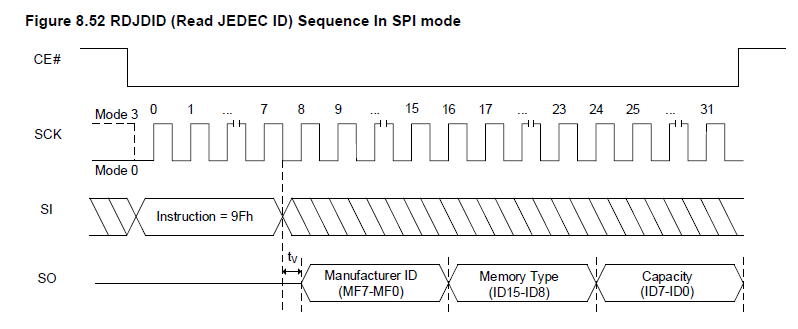 Figure 8.52 RDJDID (Read JEDEC ID) Sequence In SPI mode
CE#
Mode 3 0 1 ... 7 8 9 ... 15 16 17 ... 23 24 25 ... 31
SCK
Mode 0
SI
Instruction = 9Fh
tV
SO
Manufacturer ID
(MF7-MF0)
Memory Type
(ID15-ID8)
Capacity
(ID7-ID0)